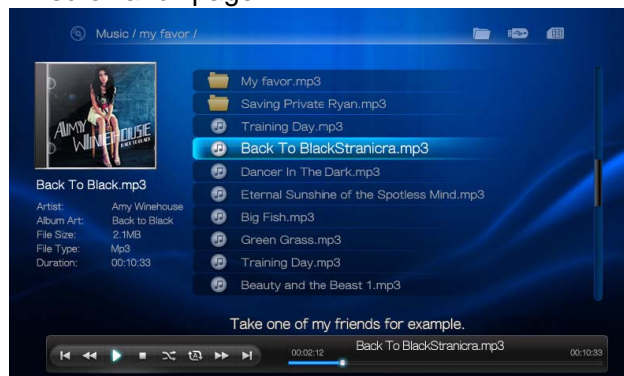 Music / my favor /
My favor.mp3
Saving Private Ryan.mp3
Training Day.mp3
AMY
WINEHOUSE
BACK TO BLACK
Back To BlackStranicra.mp3
Dancer In The Dark.mp3
Back To Black.mp3
Eternal Sunshine of the Spotless Mind.mp3
Artist: Amy Winehouse
Album Art: Back to Black
Big Fish.mp3
File Size: 2.1MB
Green Grass.mp3
File Type: Mp3
Duration: 00:10:33
Training Day.mp3
Beauty and the Beast 1.mp3
Take one of my friends for example.
Back To BlackStranicra.mp3
00:02:12
00:10:33